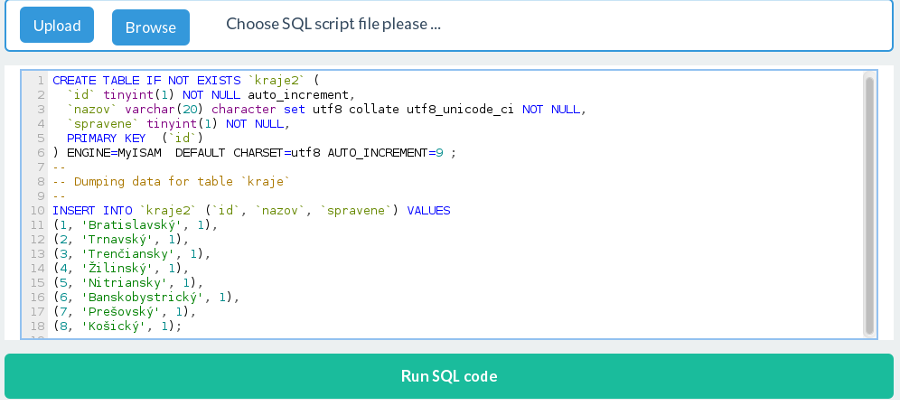 Upload Browse Choose SQL script file please ...
1 CREATE TABLE IF NOT EXISTS `kraje2` (
2 `id` tinyint(1) NOT NULL auto_increment,
3 `nazov` varchar(20) character set utf8 collate utf8_unicode_ci NOT NULL,
4 `spravene` tinyint(1) NOT NULL,
5 PRIMARY KEY  (`id`)
6 ) ENGINE=MyISAM  DEFAULT CHARSET=utf8 AUTO_INCREMENT=9 ;
7 --
8 -- Dumping data for table `kraje`
9 --
10 INSERT INTO `kraje2` (`id`, `nazov`, `spravene`) VALUES
11 (1, 'Bratislavský', 1),
12 (2, 'Trnavský', 1),
13 (3, 'Trenčiansky', 1),
14 (4, 'Žilinský', 1),
15 (5, 'Nitriansky', 1),
16 (6, 'Banskobystrický', 1),
17 (7, 'Prešovský', 1),
18 (8, 'Košický', 1);
Run SQL code